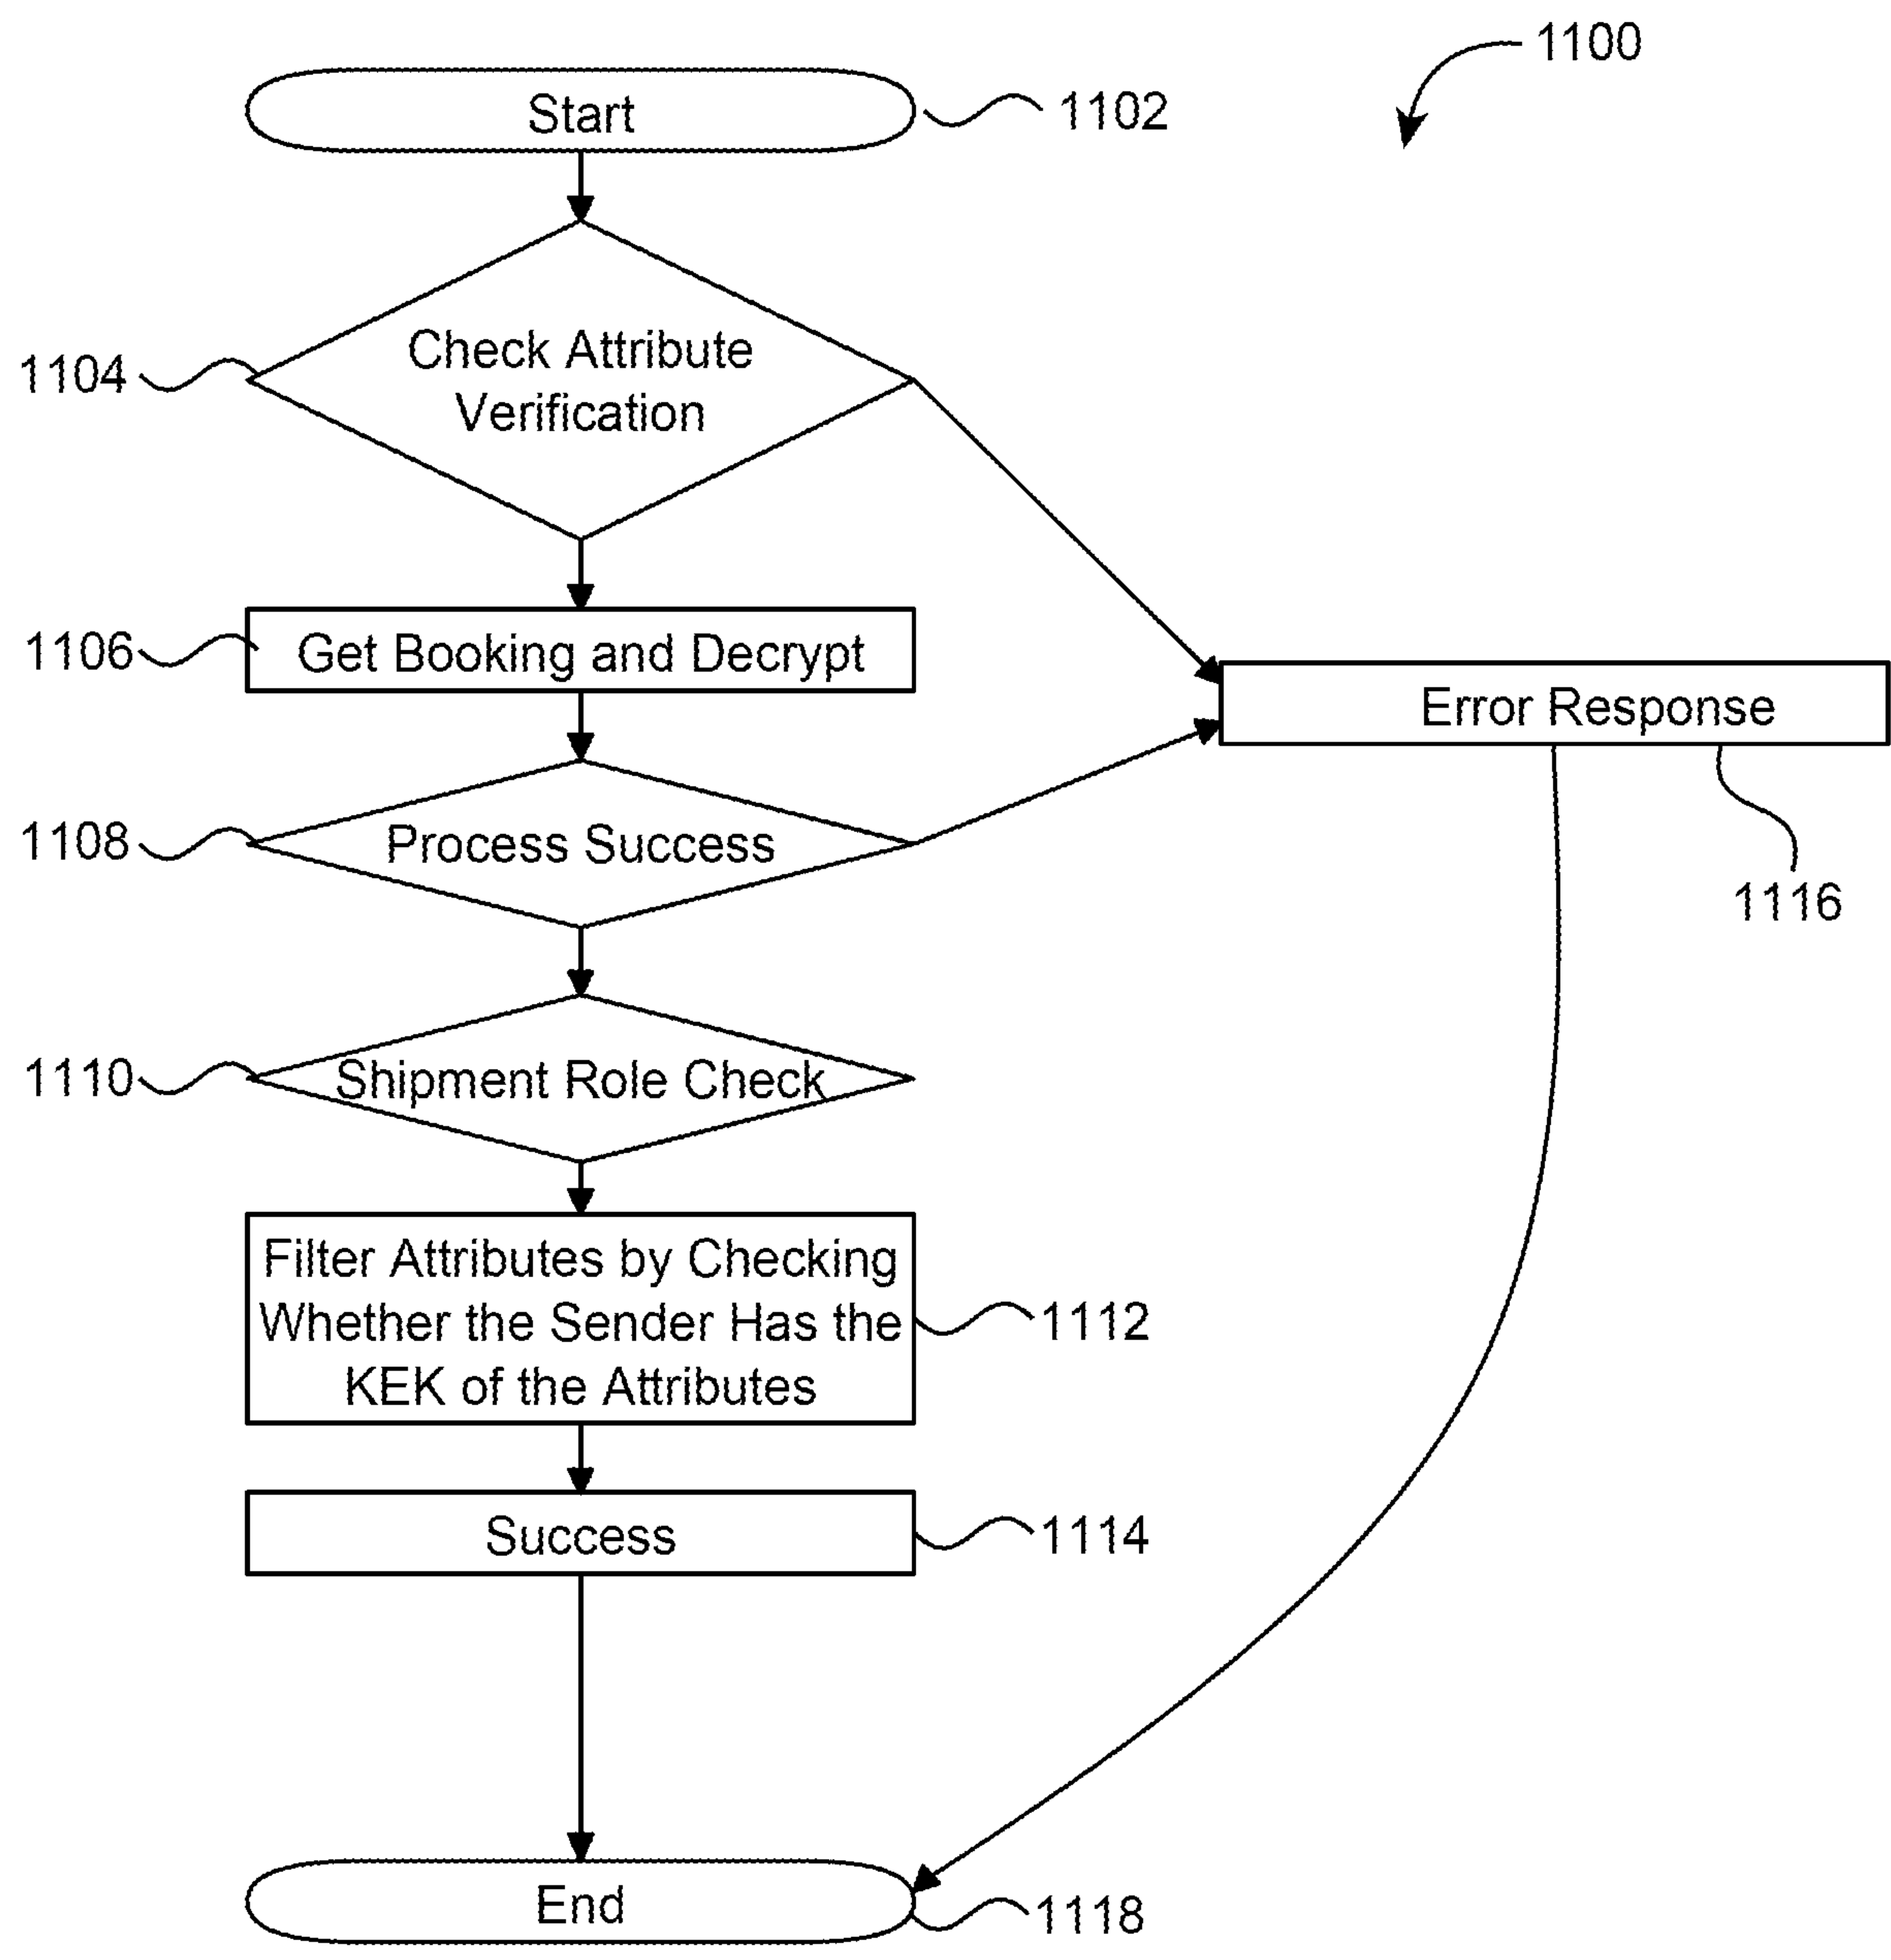 1100
Start
1102
Check Attribute
Verification
1104
1106
Get Booking and Decrypt
Error Response
1108
Process Success
1116
1110
Shipment Role Check
Filter Attributes by Checking
Whether the Sender Has the
KEK of the Attributes
1112
Success
1114
End
1118